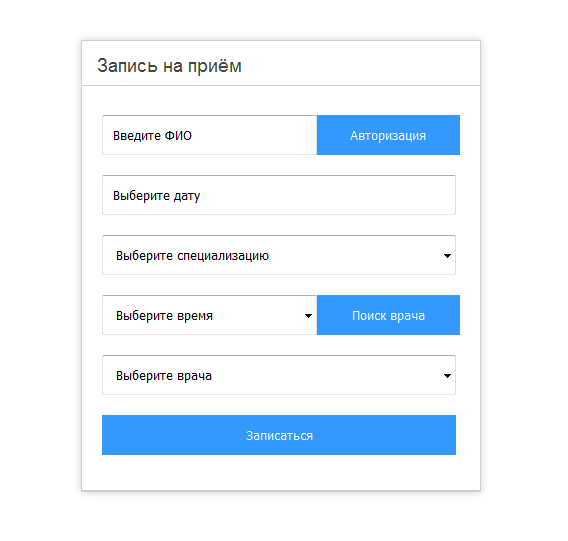 Запись на приём
Введите ФИО
Авторизация
Выберите дату
Выберите специализацию
Выберите время
Поиск врача
Выберите врача
Записаться